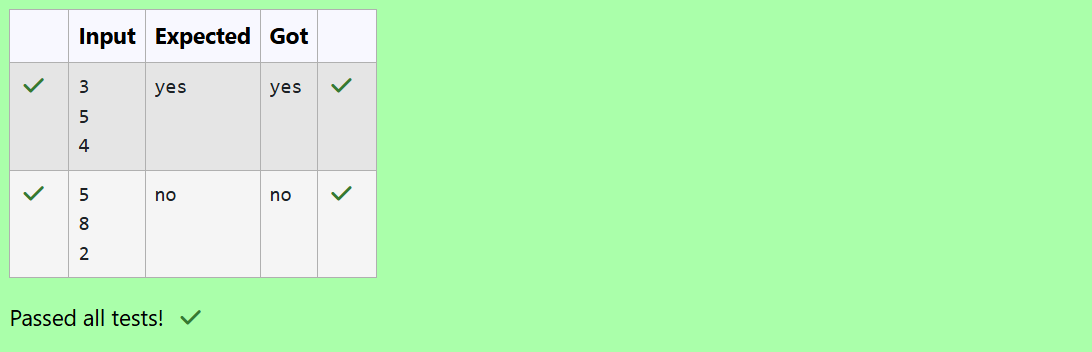 Input Expected Got
3 yes yes
5
4
5 no no
8
2
Passed all tests!